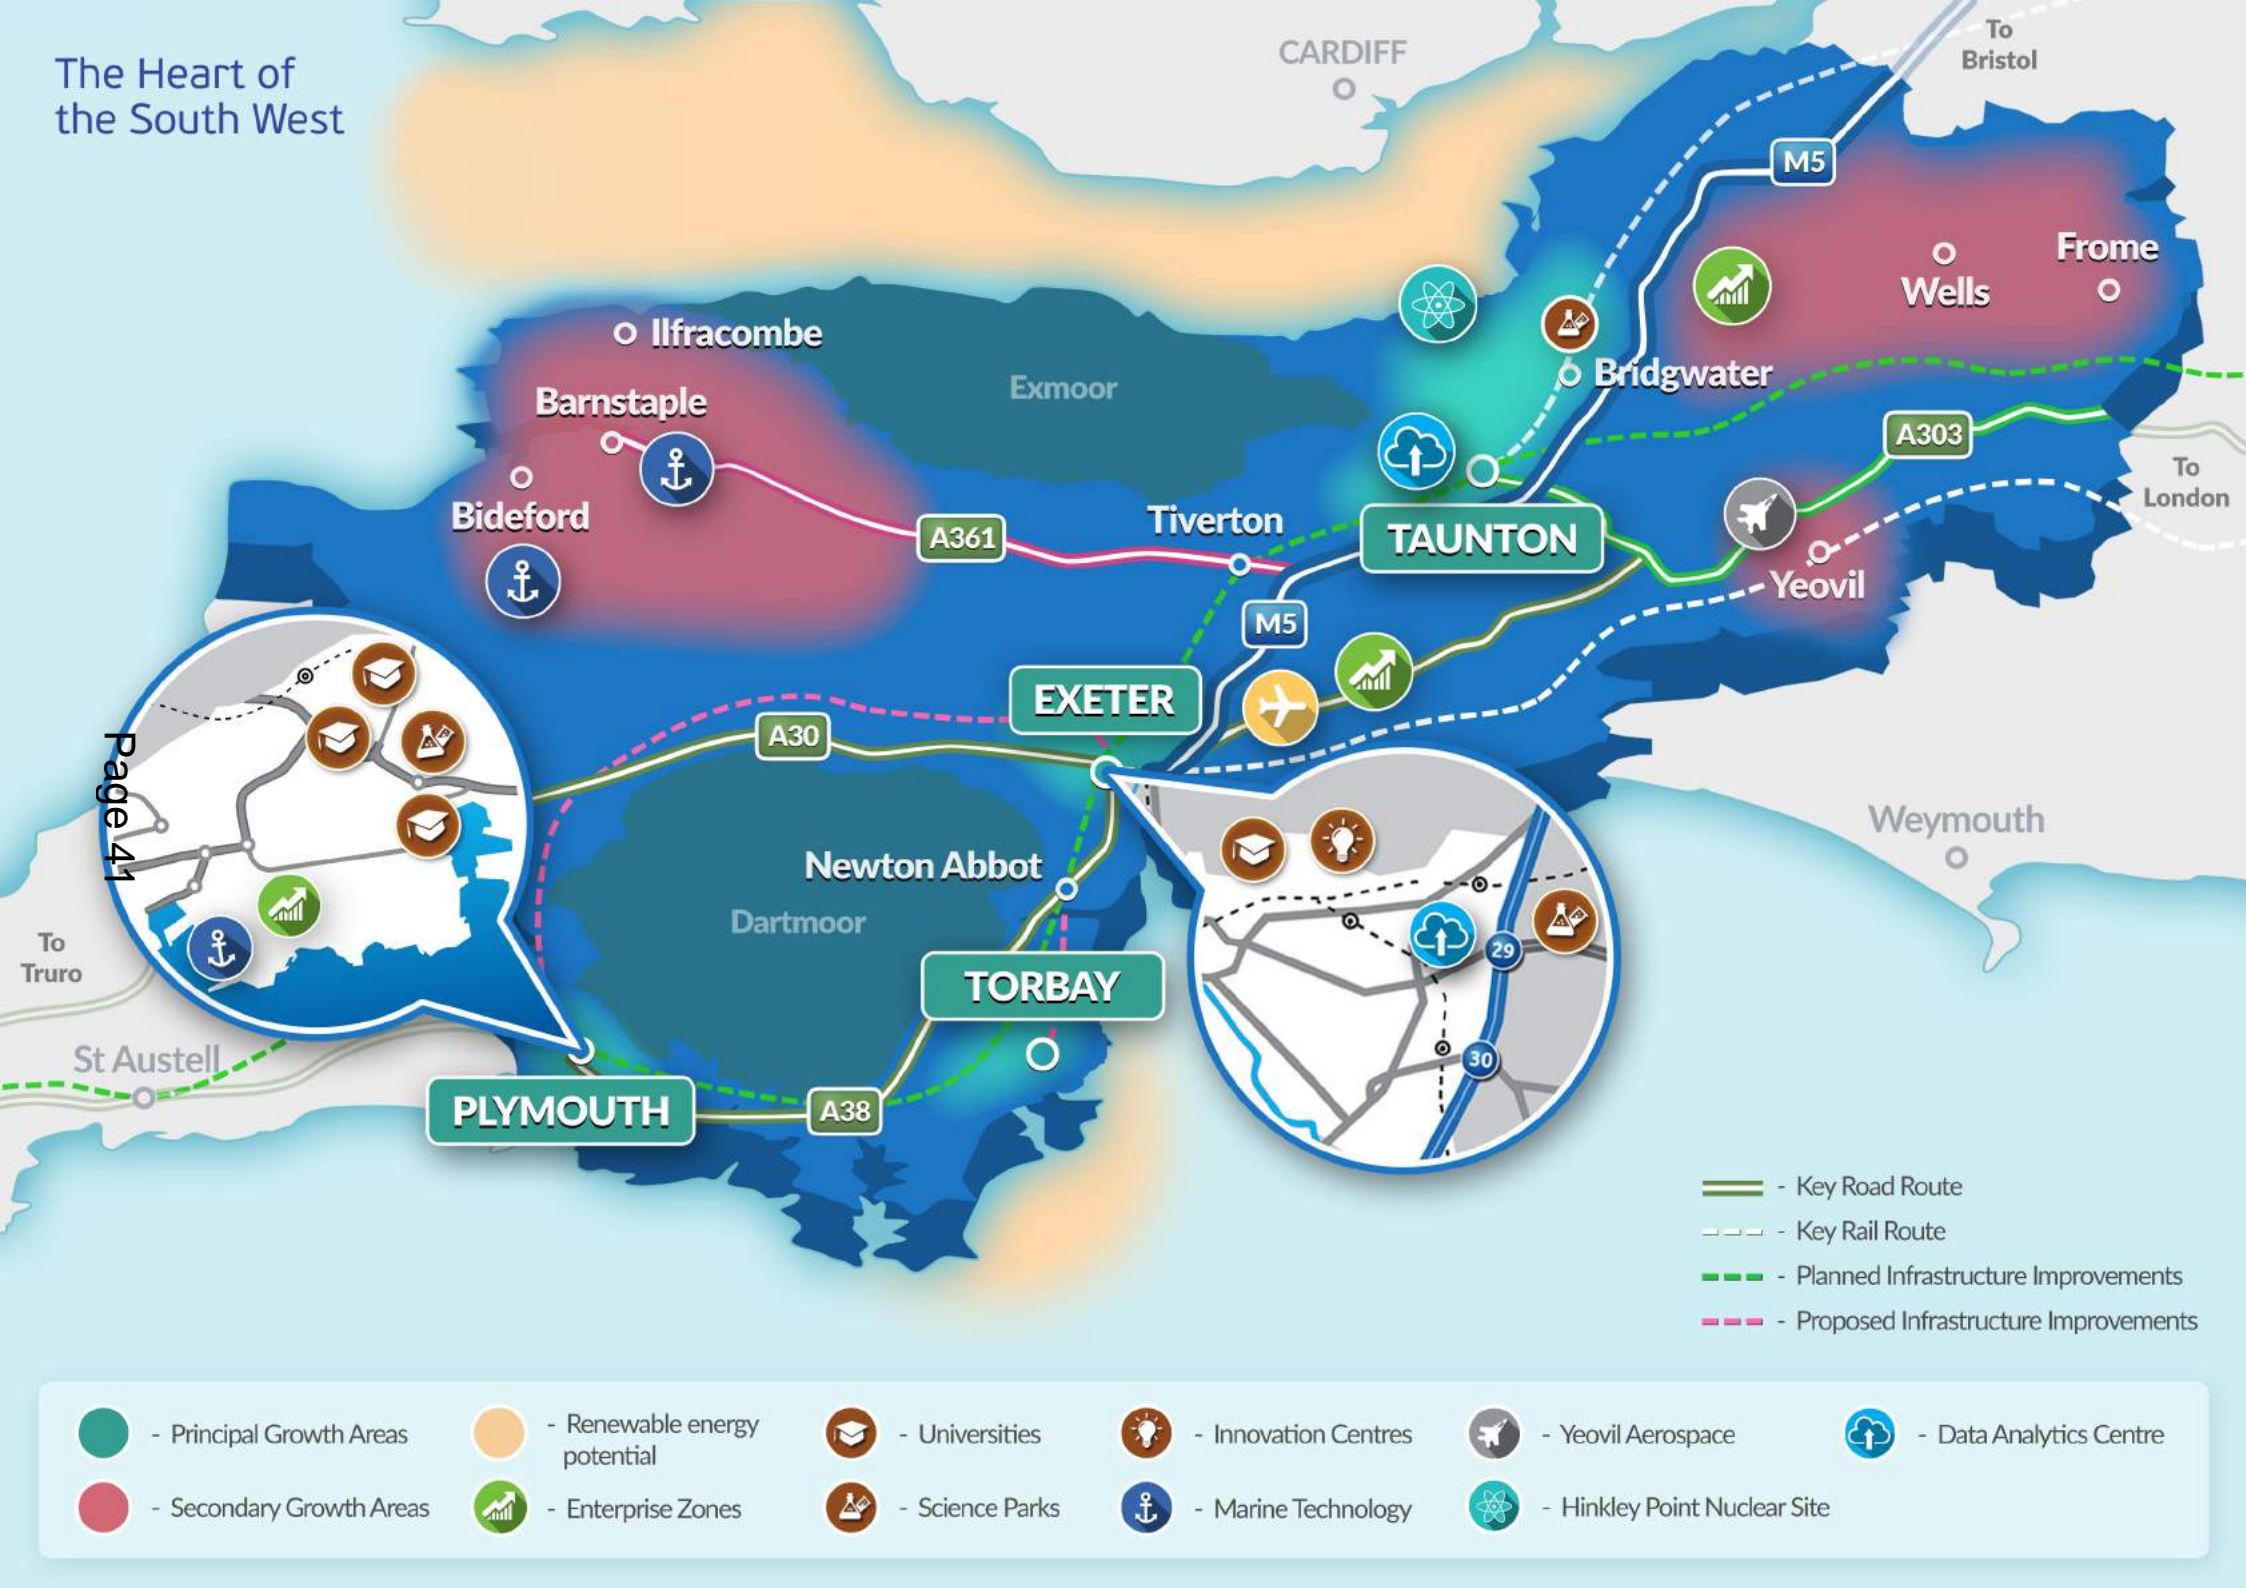 The Heart of
the South West
CARDIFF
To
Bristol
M5
Frome
Wells
Ilfracombe
Exmoor
Bridgwater
Barnstaple
A303
To
London
Bideford
Tiverton
A361
TAUNTON
Yeovil
M5
EXETER
A30
Page 41
Weymouth
Newton Abbot
Dartmoor
To
Truro
29
TORBAY
St Austell
30
PLYMOUTH
A38
- Key Road Route
- Key Rail Route
- Planned Infrastructure Improvements
- Proposed Infrastructure Improvements
- Principal Growth Areas
- Renewable energy
potential
- Universities
- Innovation Centres
- Yeovil Aerospace
- Data Analytics Centre
- Secondary Growth Areas
- Enterprise Zones
- Science Parks
- Marine Technology
- Hinkley Point Nuclear Site